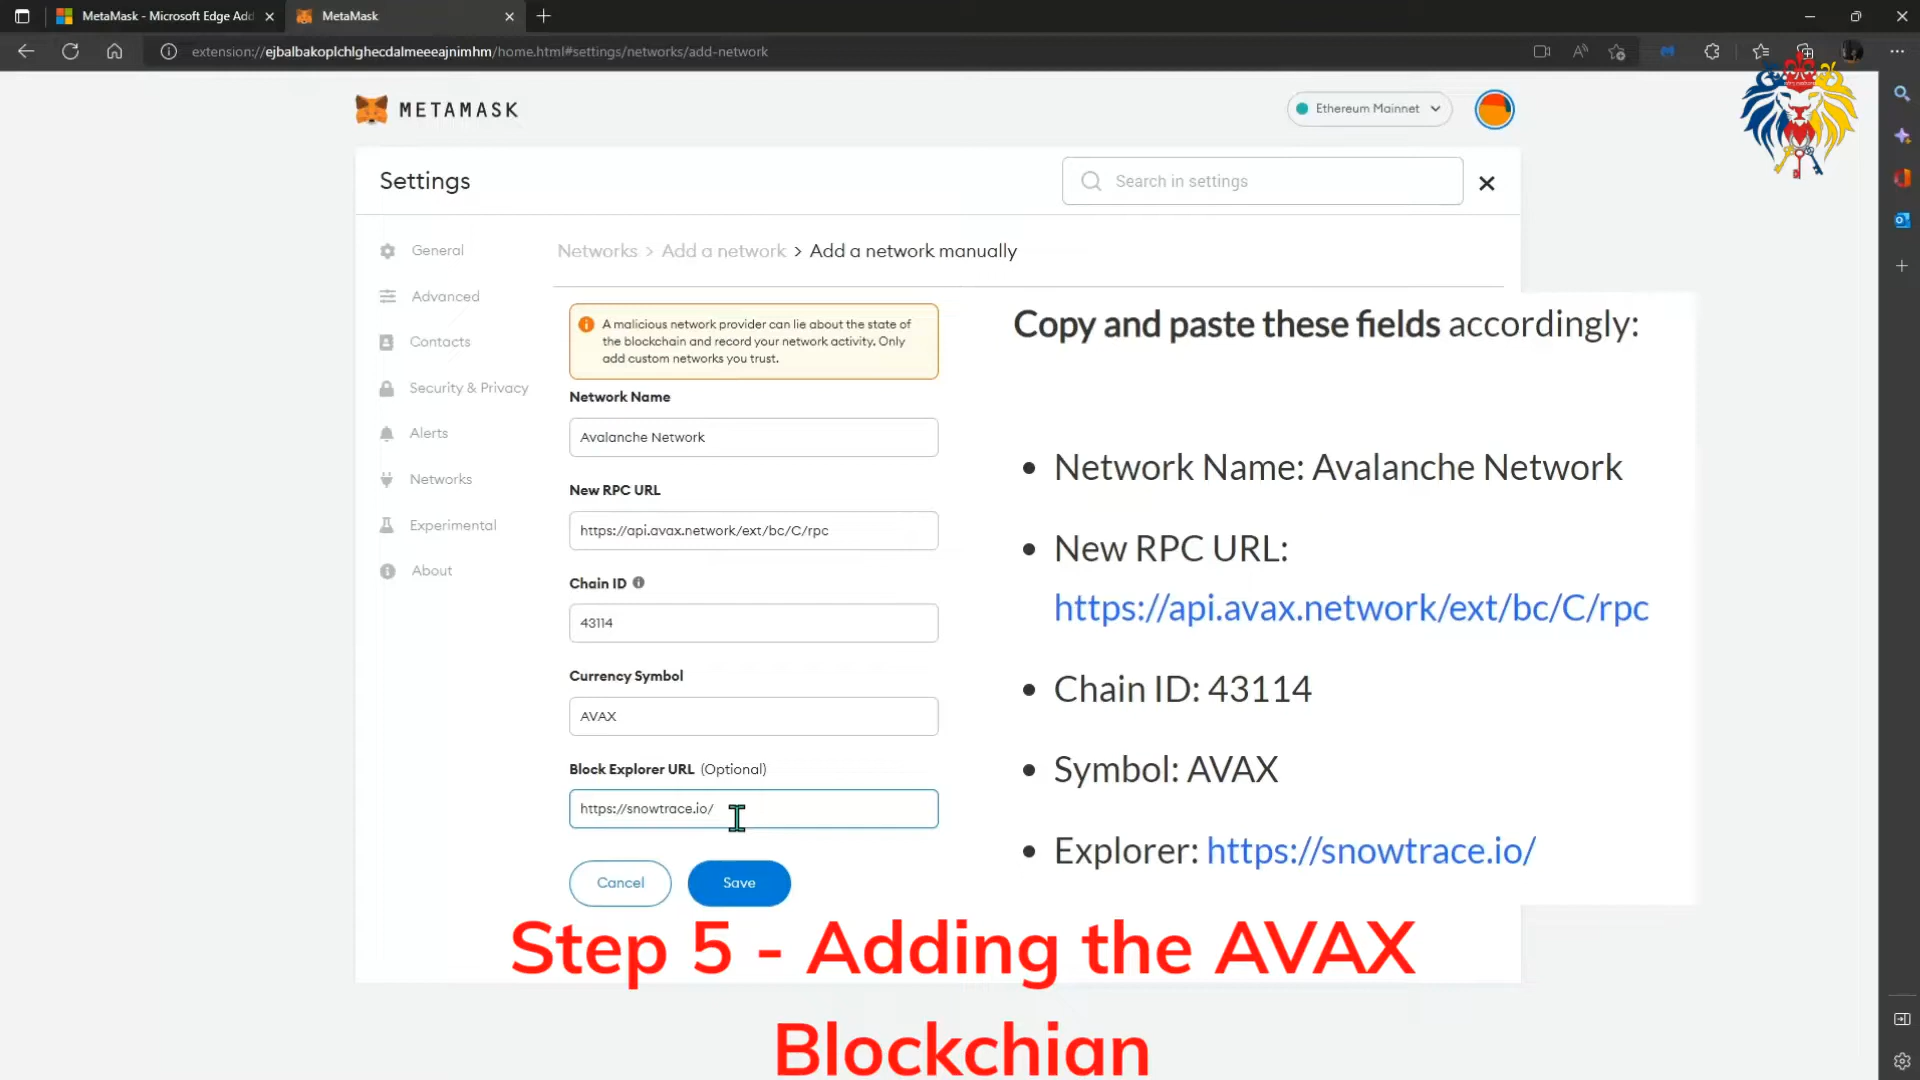 MetaMask - Microsoft Edge Add
MetaMask
extension://ejbalbakoplchlghecdalmeeeajnimhm/home.html#settings/networks/add-network
METAMASK
Ethereum Mainnet
Settings
Search in settings
General
Advanced
Contacts
Security & Privacy
Alerts
Networks
Experimental
About
Networks > Add a network > Add a network manually
A malicious network provider can lie about the state of
the blockchain and record your network activity. Only
add custom networks you trust.
Network Name
Avalanche Network
New RPC URL
https://api.avax.network/ext/bc/C/rpc
Chain ID
43114
Currency Symbol
AVAX
Block Explorer URL (Optional)
https://snowtrace.io/
Cancel
Save
Copy and paste these fields accordingly:
• Network Name: Avalanche Network
• New RPC URL:
https://api.avax.network/ext/bc/C/rpc
• Chain ID: 43114
• Symbol: AVAX
• Explorer: https://snowtrace.io/
Step 5 - Adding the AVAX
Blockchian